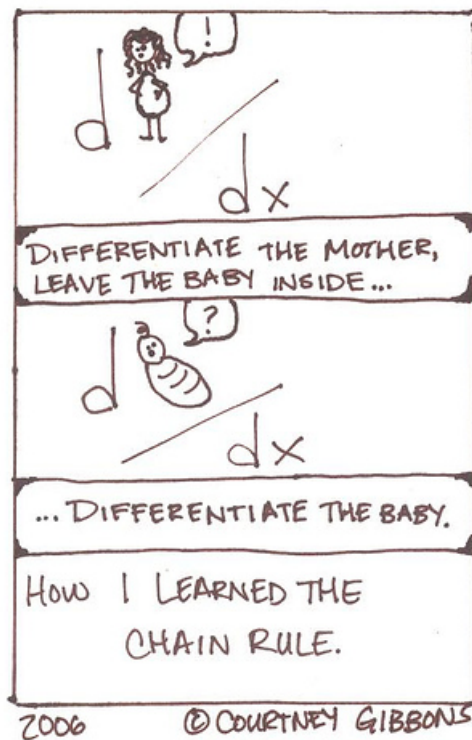 !
d
dx
DIFFERENTIATE THE MOTHER,
LEAVE THE BABY INSIDE...
?
d
dx
... DIFFERENTIATE THE BABY.
HOW I LEARNED THE
CHAIN RULE.
2006 © COURTNEY GIBBONS